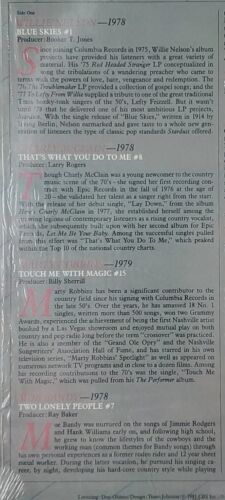 Side One
WILLIE NELSON—1978
BLUE SKIES #1
Producer: Booker T. Jones
Since joining Columbia Records in 1975, Willie Nelson's album
projects have provided his listeners with a great variety of
material. His '75 Red Headed Stranger LP conceptualized in
song the tribulations of a wandering preacher who came to
terms with the powers of love, hate, vengeance and redemption. The
'76 The Troublemaker LP provided a collection of gospel songs; and the
'77 To Lefty From Willie supplied a tribute to one of the great traditional
Texas honky-tonk singers of the 50's, Lefty Frizzell. But it wasn't
until '78 that he delivered one of his most ambitious LP projects,
Stardust. With the single release of "Blue Skies", written in 1914 by
Irving Berlin, Nelson garnished and gave taste to a whole new gen-
eration of listeners the type of classic pop standards Stardust offered.
CHARLY McCLAIN—1978
THAT'S WHAT YOU DO TO ME #8
Producer: Larry Rogers
Though Charly McClain was a young newcomer to the country
music scene of the 70's - she signed her first recording con-
tract with Epic Records in the fall of 1976 at the age of
20 - she validated her talent as a singer right from the start.
With the release of her debut single, "Lay Down," from the album
Here's Charly McClain in 1977, she established herself among the
rising legions of contemporary listeners as a rising country vocalist,
which she subsequently built upon with her second album for Epic
Records, Let Me Be Your Baby. Among the successful singles pulled
from this effort was "That's What You Do To Me," which peaked
within the Top 10 of the national country charts.
MARTY ROBBINS—1979
TOUCH ME WITH MAGIC #15
Producer: Billy Sherrill
Marty Robbins has been a significant contributor to the
country field since his signing with Columbia Records in
the late 50's. Over the years, he has amassed 18 No. 1
singles, written more than 500 songs, won two Grammy
Awards, experienced the achievement of being the first Nashville artist
booked by a Las Vegas showroom and enjoyed mutual play on both
country and pop radio long before the term "crossover" was practiced.
He is also a member of the "Grand Ole Opry" and the Nashville
Songwriters' Association Hall of Fame, and has starred in his own
television series, "Marty Robbins' Spotlight" as well as appeared on
numerous network TV programs and in close to a dozen films. Among
his recording contributions to the 70's was the single, "Touch Me
With Magic," which was pulled from his The Performer album.
MOE BANDY—1978
TWO LONELY PEOPLE #7
Producer: Ray Baker
Moe Bandy was nurtured on the songs of Jimmie Rodgers
and Hank Williams early on, and following high school,
he grew to know the lifestyles of the cowboys and the
working man (common themes for Bandy songs) through
his own personal experiences as a former rodeo rider and 12 year sheet
metal worker. During the latter vocation, he pursued his singing ca-
reer, by night, developing his hard-core country style while playing